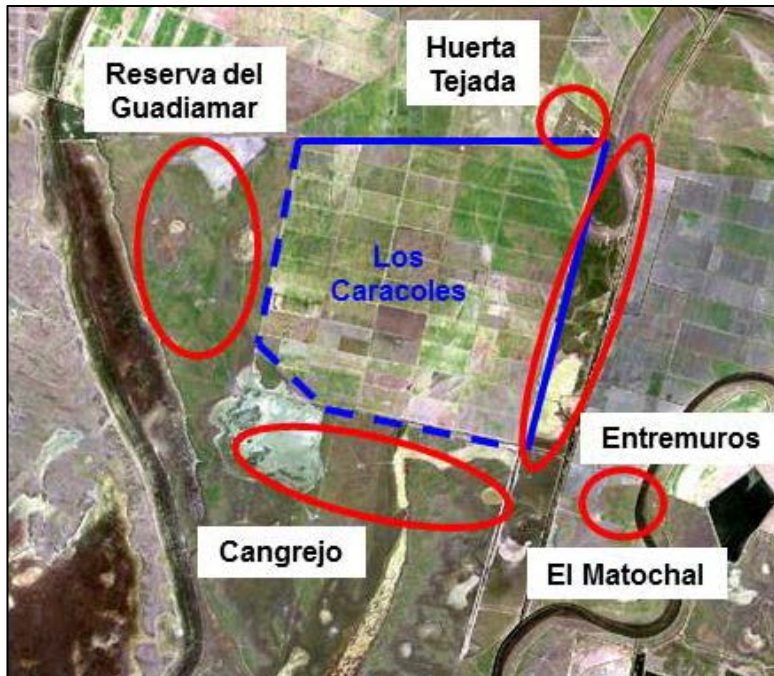 Huerta
Tejada
Reserva del
Guadiamar
Los
Caracoles
Entremuros
Cangrejo
El Matochal